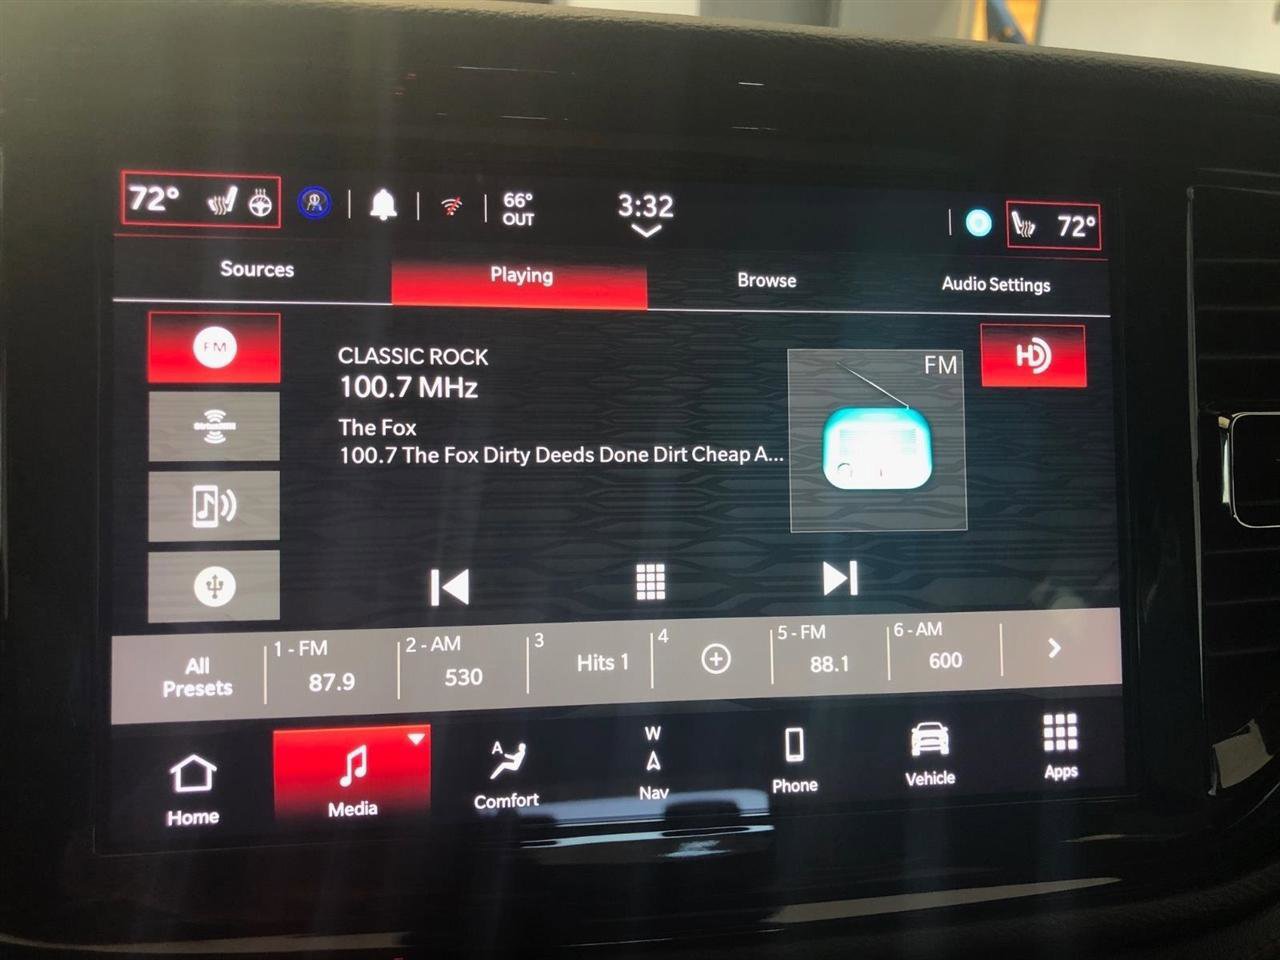 72°
66°
OUT
3:32
72°
Sources
Playing
Browse
Audio Settings
FM
SiriusXM
CLASSIC ROCK
100.7 MHz
The Fox
100.7 The Fox Dirty Deeds Done Dirt Cheap A...
FM
HD
All
Presets
1 - FM
87.9
2 - AM
530
3
Hits 1
4
5 - FM
88.1
6 - AM
600
Home
Media
A
Comfort
W
Nav
Phone
Vehicle
Apps